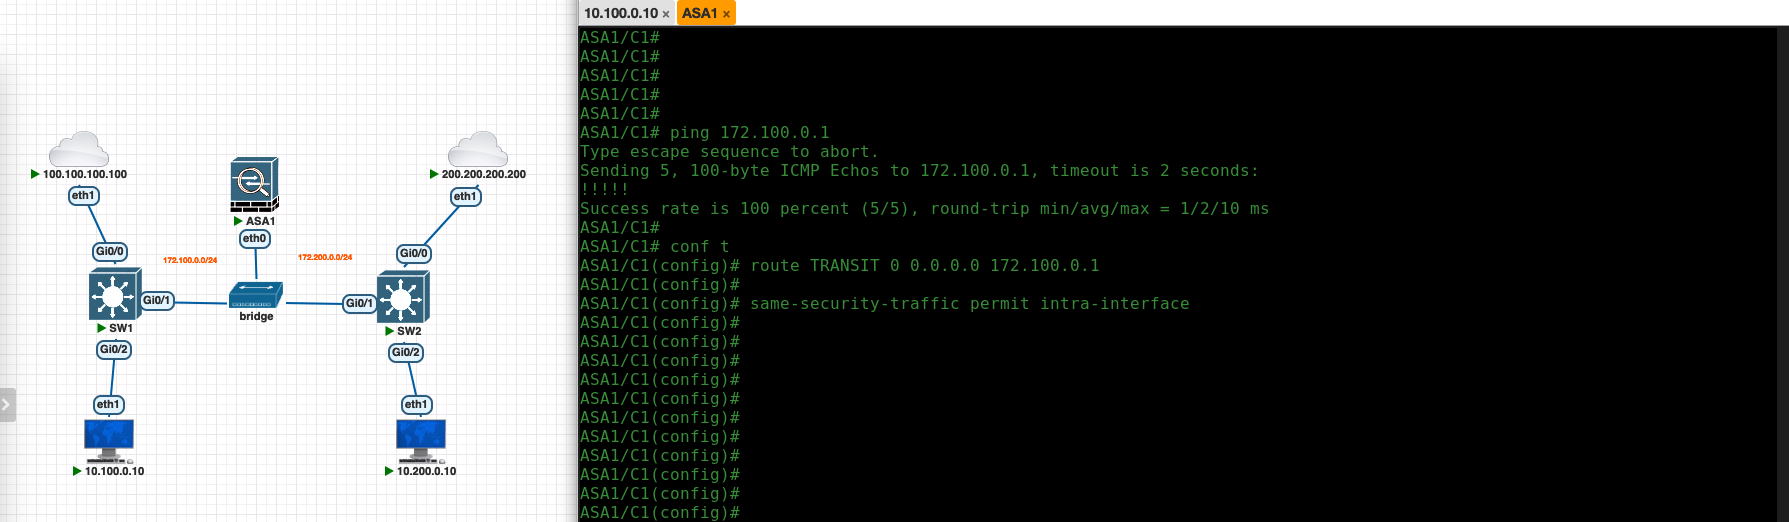 10.100.0.10 ×
ASA1 ×
100.100.100.100
eth1
Gi0/0
172.100.0.0/24
ASA1
eth0
172.200.0.0/24
200.200.200.200
eth1
Gi0/0
Gi0/1
Gi0/1
bridge
SW1
SW2
Gi0/2
Gi0/2
eth1
eth1
10.100.0.10
10.200.0.10
ASA1/C1#
ASA1/C1#
ASA1/C1#
ASA1/C1#
ASA1/C1#
ASA1/C1# ping 172.100.0.1
Type escape sequence to abort.
Sending 5, 100-byte ICMP Echos to 172.100.0.1, timeout is 2 seconds:
!!!!!
Success rate is 100 percent (5/5), round-trip min/avg/max = 1/2/10 ms
ASA1/C1#
ASA1/C1# conf t
ASA1/C1(config)# route TRANSIT 0 0.0.0.0 172.100.0.1
ASA1/C1(config)#
ASA1/C1(config)# same-security-traffic permit intra-interface
ASA1/C1(config)#
ASA1/C1(config)#
ASA1/C1(config)#
ASA1/C1(config)#
ASA1/C1(config)#
ASA1/C1(config)#
ASA1/C1(config)#
ASA1/C1(config)#
ASA1/C1(config)#
ASA1/C1(config)#
ASA1/C1(config)#